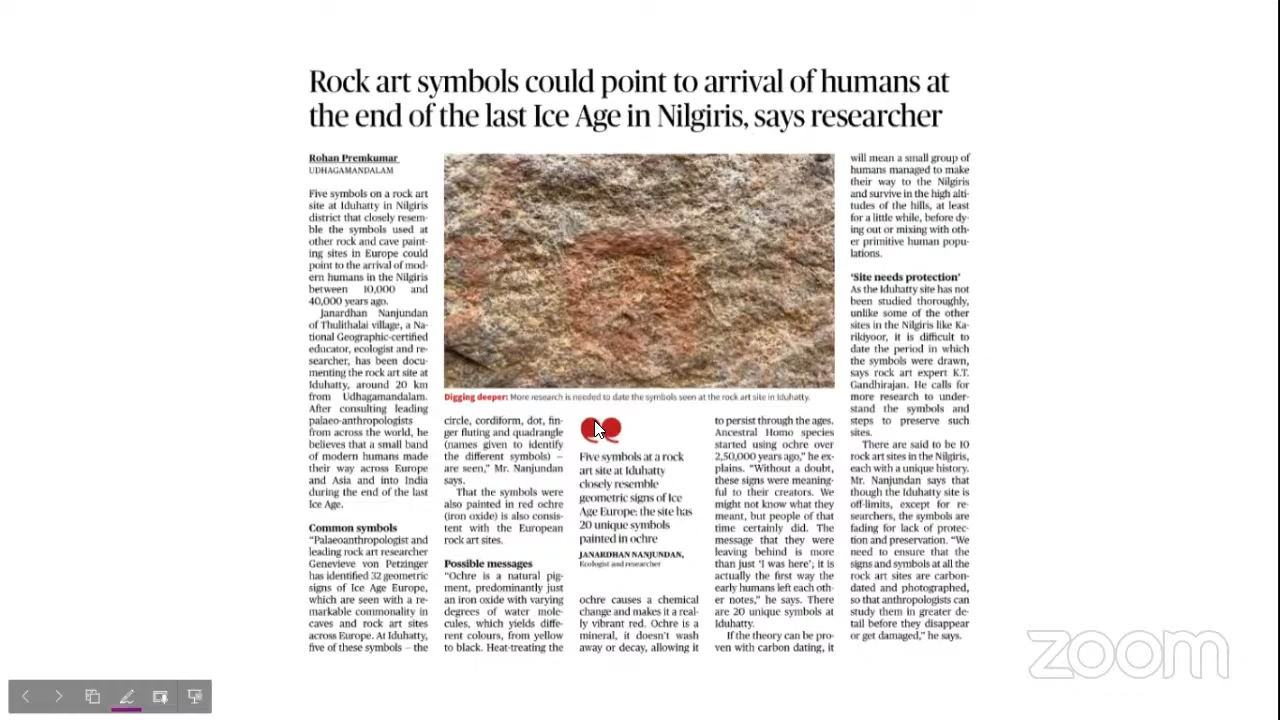 Rock art symbols could point to arrival of humans at
the end of the last Ice Age in Nilgiris, says researcher
Rohan Premkumar
UDHAGAMANDALAM
Five symbols on a rock art
site at Iduhatty in Nilgiris
district that closely resem-
ble the symbols used at
other rock and cave paint-
ing sites in Europe could
point to the arrival of mod-
ern humans in the Nilgiris
between 10,000 and
40,000 years ago.
Janardhan Nanjundan
of Thulithalai village, a Na-
tional Geographic-certified
educator, ecologist and re-
searcher, has been docu-
menting the rock art site at
Iduhatty, around 20 km
from Udhagamandalam.
After consulting leading
palaeo-anthropologists
from across the world, he
believes that a small band
of modern humans made
their way across Europe
and Asia and into India
during the end of the last
Ice Age.
Common symbols
“Palaeoanthropologist and
leading rock art researcher
Genevieve von Petzinger
has identified 32 geometric
signs of Ice Age Europe,
which are seen with a re-
markable commonality in
caves and rock art sites
across Europe. At Iduhatty,
five of these symbols – the
Digging deeper: More research is needed to date the symbols seen at the rock art site in Iduhatty.
circle, cordiform, dot, fin-
ger fluting and quadrangle
(names given to identify
the different symbols) –
are seen,” Mr. Nanjundan
says.
That the symbols were
also painted in red ochre
(iron oxide) is also consis-
tent with the European
rock art sites.
Possible messages
“Ochre is a natural pig-
ment, predominantly just
an iron oxide with varying
degrees of water mole-
cules, which yields diffe-
rent colours, from yellow
to black. Heat-treating the
Five symbols at a rock
art site at Iduhatty
closely resemble
geometric signs of Ice
Age Europe; the site has
20 unique symbols
painted in ochre
JANARDHAN NANJUNDAN,
Ecologist and researcher
ochre causes a chemical
change and makes it a real-
ly vibrant red. Ochre is a
mineral, it doesn't wash
away or decay, allowing it
to persist through the ages.
Ancestral Homo species
started using ochre over
2,50,000 years ago,” he ex-
plains. “Without a doubt,
these signs were meaning-
ful to their creators. We
might not know what they
meant, but people of that
time certainly did. The
message that they were
leaving behind is more
than just ‘I was here’; it is
actually the first way the
early humans left each oth-
er notes,” he says. There
are 20 unique symbols at
Iduhatty.
If the theory can be pro-
ven with carbon dating, it
will mean a small group of
humans managed to make
their way to the Nilgiris
and survive in the high alti-
tudes of the hills, at least
for a little while, before dy-
ing out or mixing with oth-
er primitive human popu-
lations.
‘Site needs protection’
As the Iduhatty site has not
been studied thoroughly,
unlike some of the other
sites in the Nilgiris like Ka-
rikiyoor, it is difficult to
date the period in which
the symbols were drawn,
says rock art expert K.T.
Gandhirajan. He calls for
more research to under-
stand the symbols and
steps to preserve such
sites.
There are said to be 10
rock art sites in the Nilgiris,
each with a unique history.
Mr. Nanjundan says that
though the Iduhatty site is
off-limits, except for re-
searchers, the symbols are
fading for lack of protec-
tion and preservation. “We
need to ensure that the
signs and symbols at all the
rock art sites are carbon-
dated and photographed,
so that anthropologists can
study them in greater de-
tail before they disappear
or get damaged,” he says.
zoom